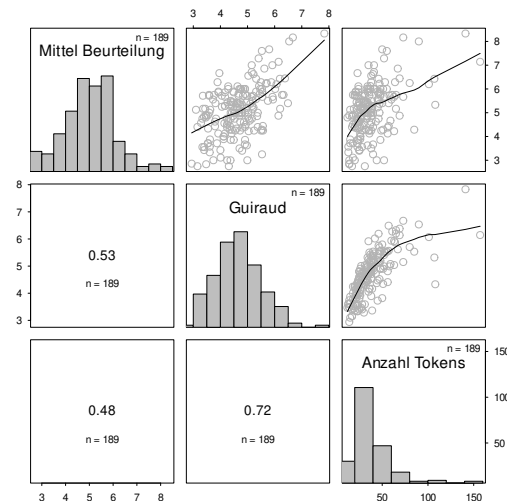 3 4 5 6 7 8
n = 189
Mittel Beurteilung
8
7
6
5
4
3
8
7
6
5
4
3
0.53
n = 189
n = 189
Guiraud
0.48
n = 189
0.72
n = 189
n = 189
Anzahl Tokens
150
100
50
3 4 5 6 7 8
50 100 150